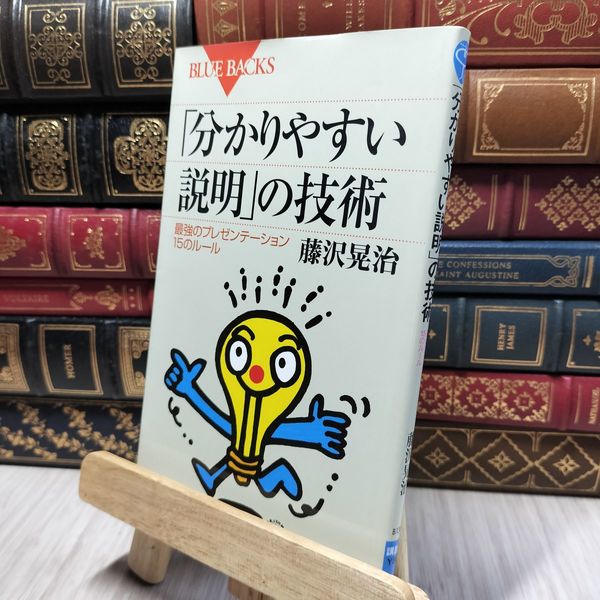 BLUE BACKS
「分かりやすい
説明」の技術
最強のプレゼンテーション
15のルール
藤沢晃治
「分かりやすい説明」の技術
HOMER
THE CONFESSIONS
SAINT AUGUSTINE
HENRY
JAMES